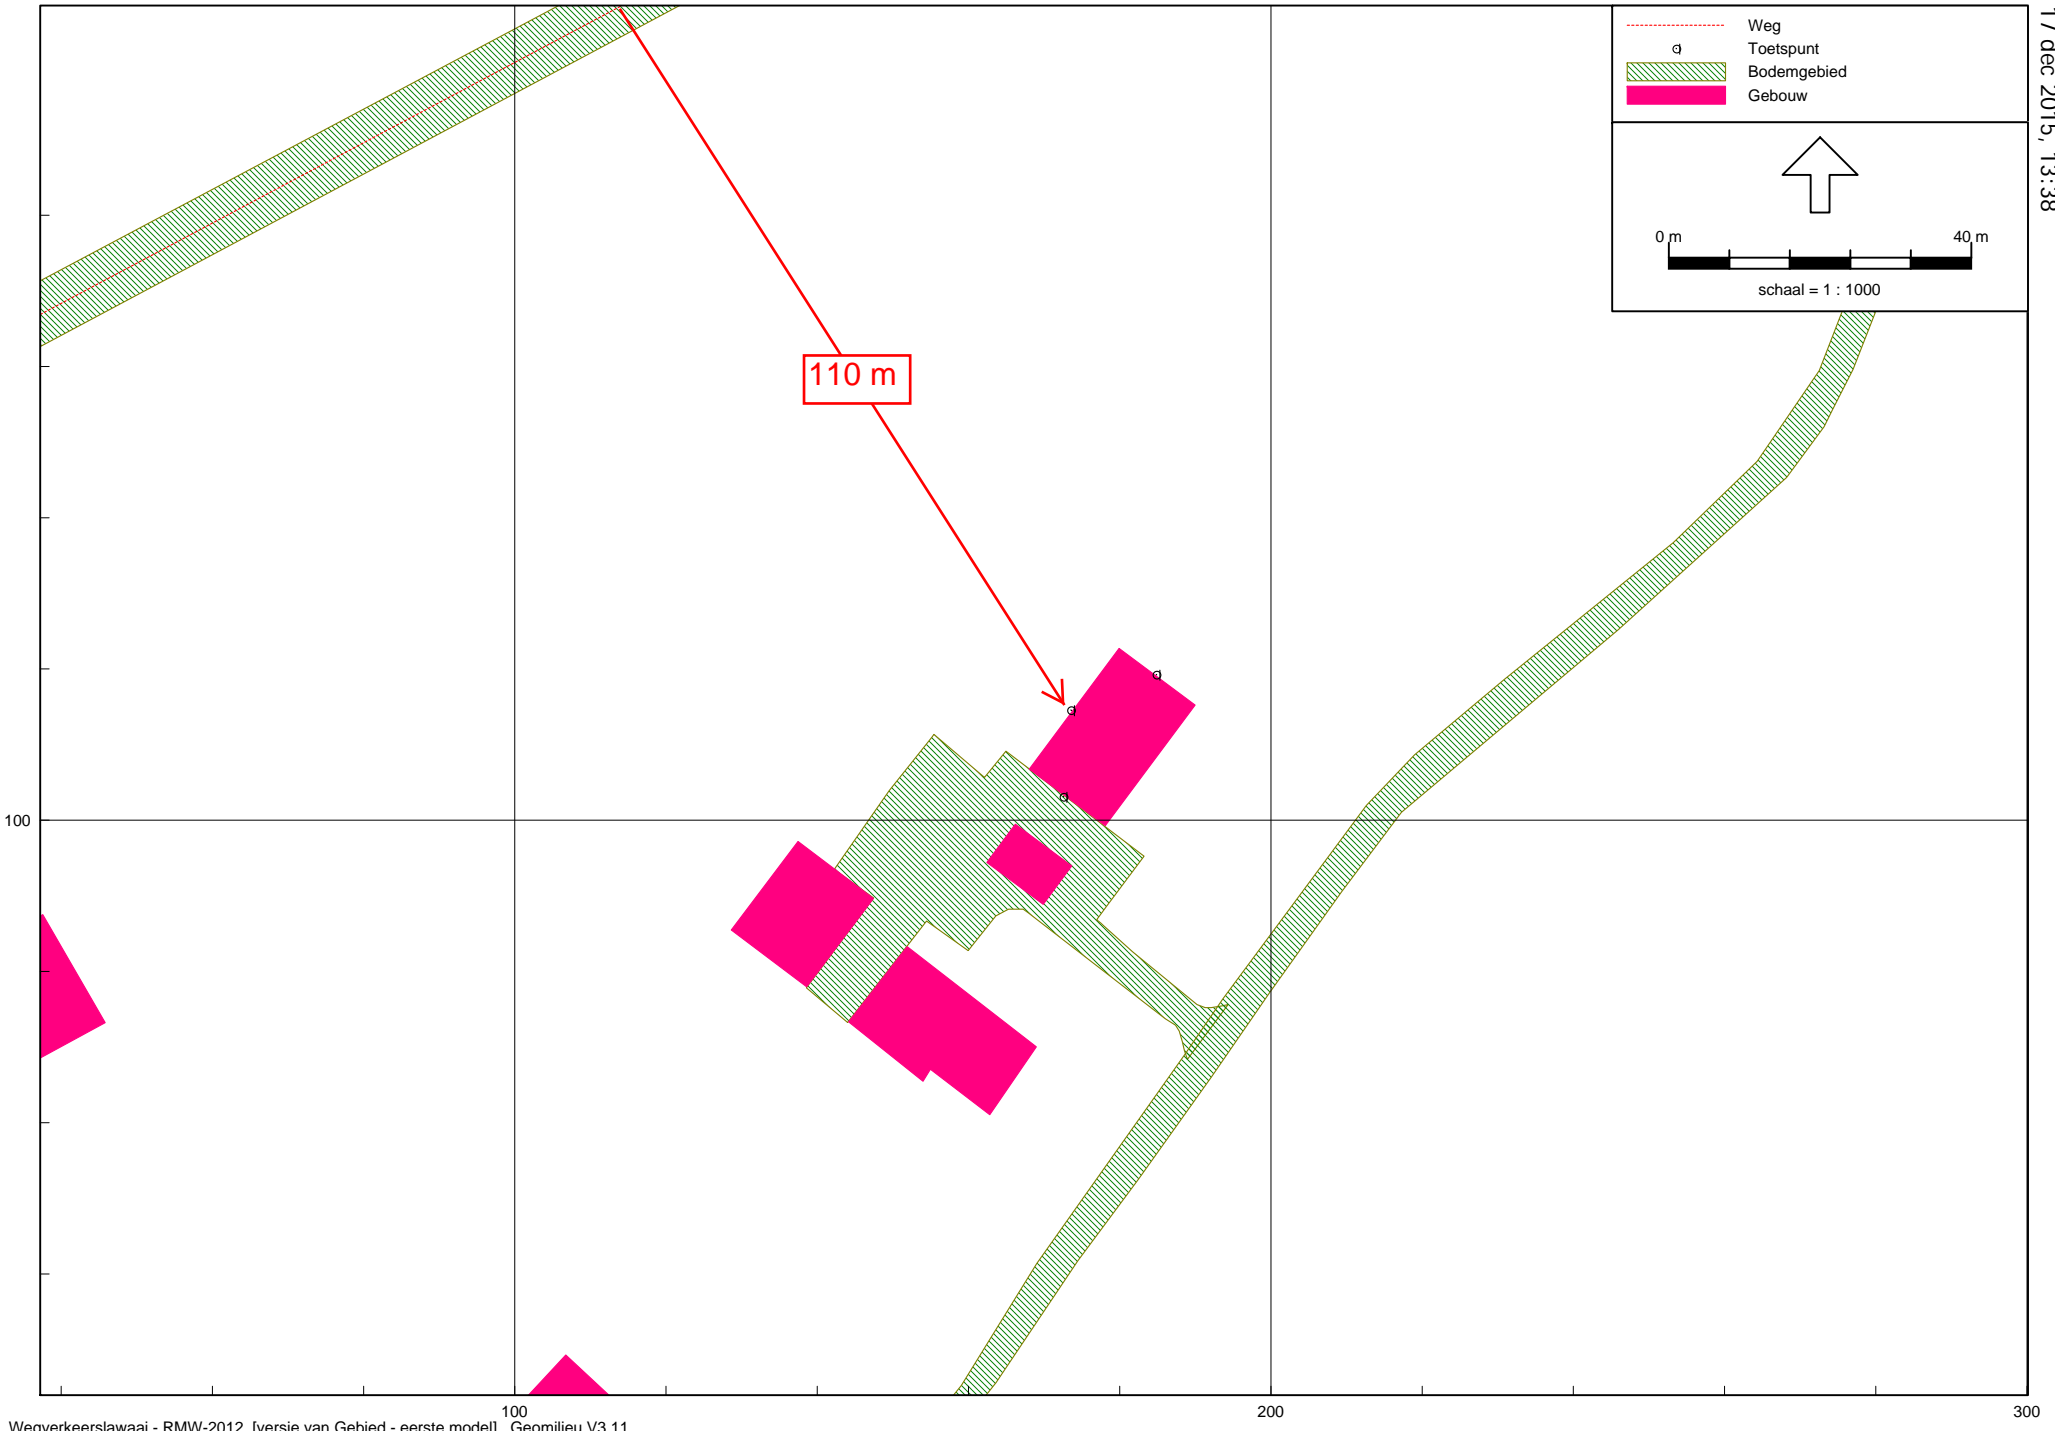 Weg
Toetspunt
Bodemgebied
Gebouw
17 dec 2015, 13:38
0 m 40 m
schaal = 1 : 1000
110 m
100
100 200 300
Wegverkeerslawaai - RMW-2012, [versie van Gebied - eerste model], Geomilieu V3.11